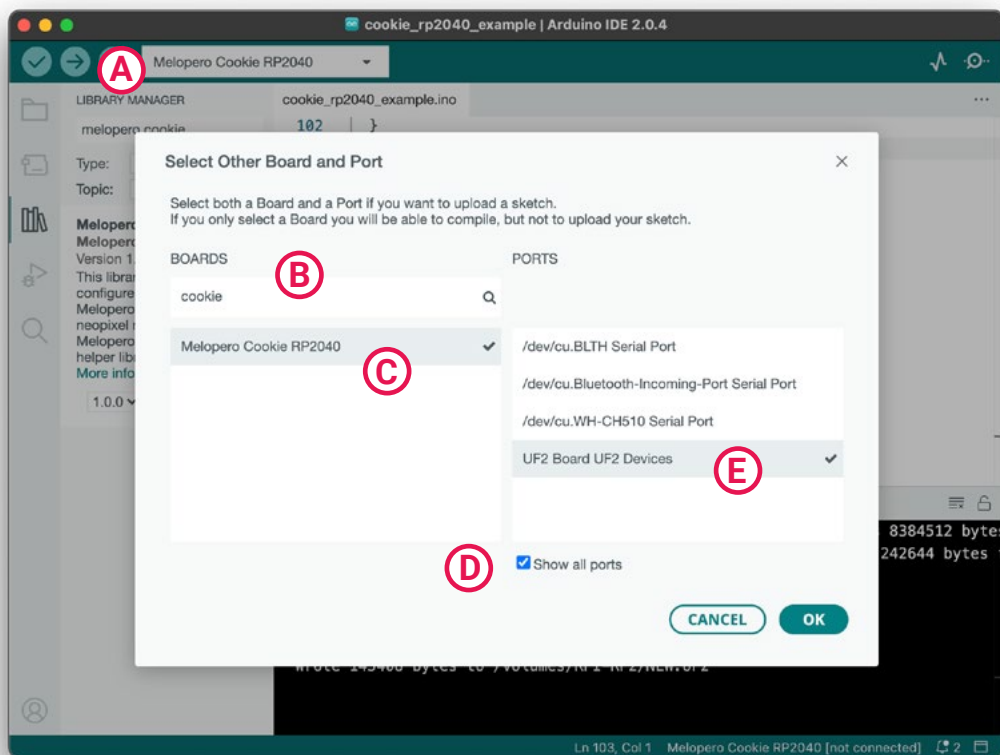 cookie_rp2040_example | Arduino IDE 2.0.4
A
Melopero Cookie RP2040
LIBRARY MANAGER
cookie_rp2040_example.ino
melopero cookie
102 }
Type:
Topic:
Select Other Board and Port
Select both a Board and a Port if you want to upload a sketch.
If you only select a Board you will be able to compile, but not to upload your sketch.
BOARDS
B
PORTS
cookie
Melopero Cookie RP2040
C
/dev/cu.BLTH Serial Port
/dev/cu.Bluetooth-Incoming-Port Serial Port
/dev/cu.WH-CH510 Serial Port
UF2 Board UF2 Devices
E
D
Show all ports
CANCEL
OK
Version 1
This librar
configure
Melopero
neopixel
Melopero
helper lib
More info
1.0.0
8384512 bytes
242644 bytes
Ln 103, Col 1 Melopero Cookie RP2040 [not connected] 2